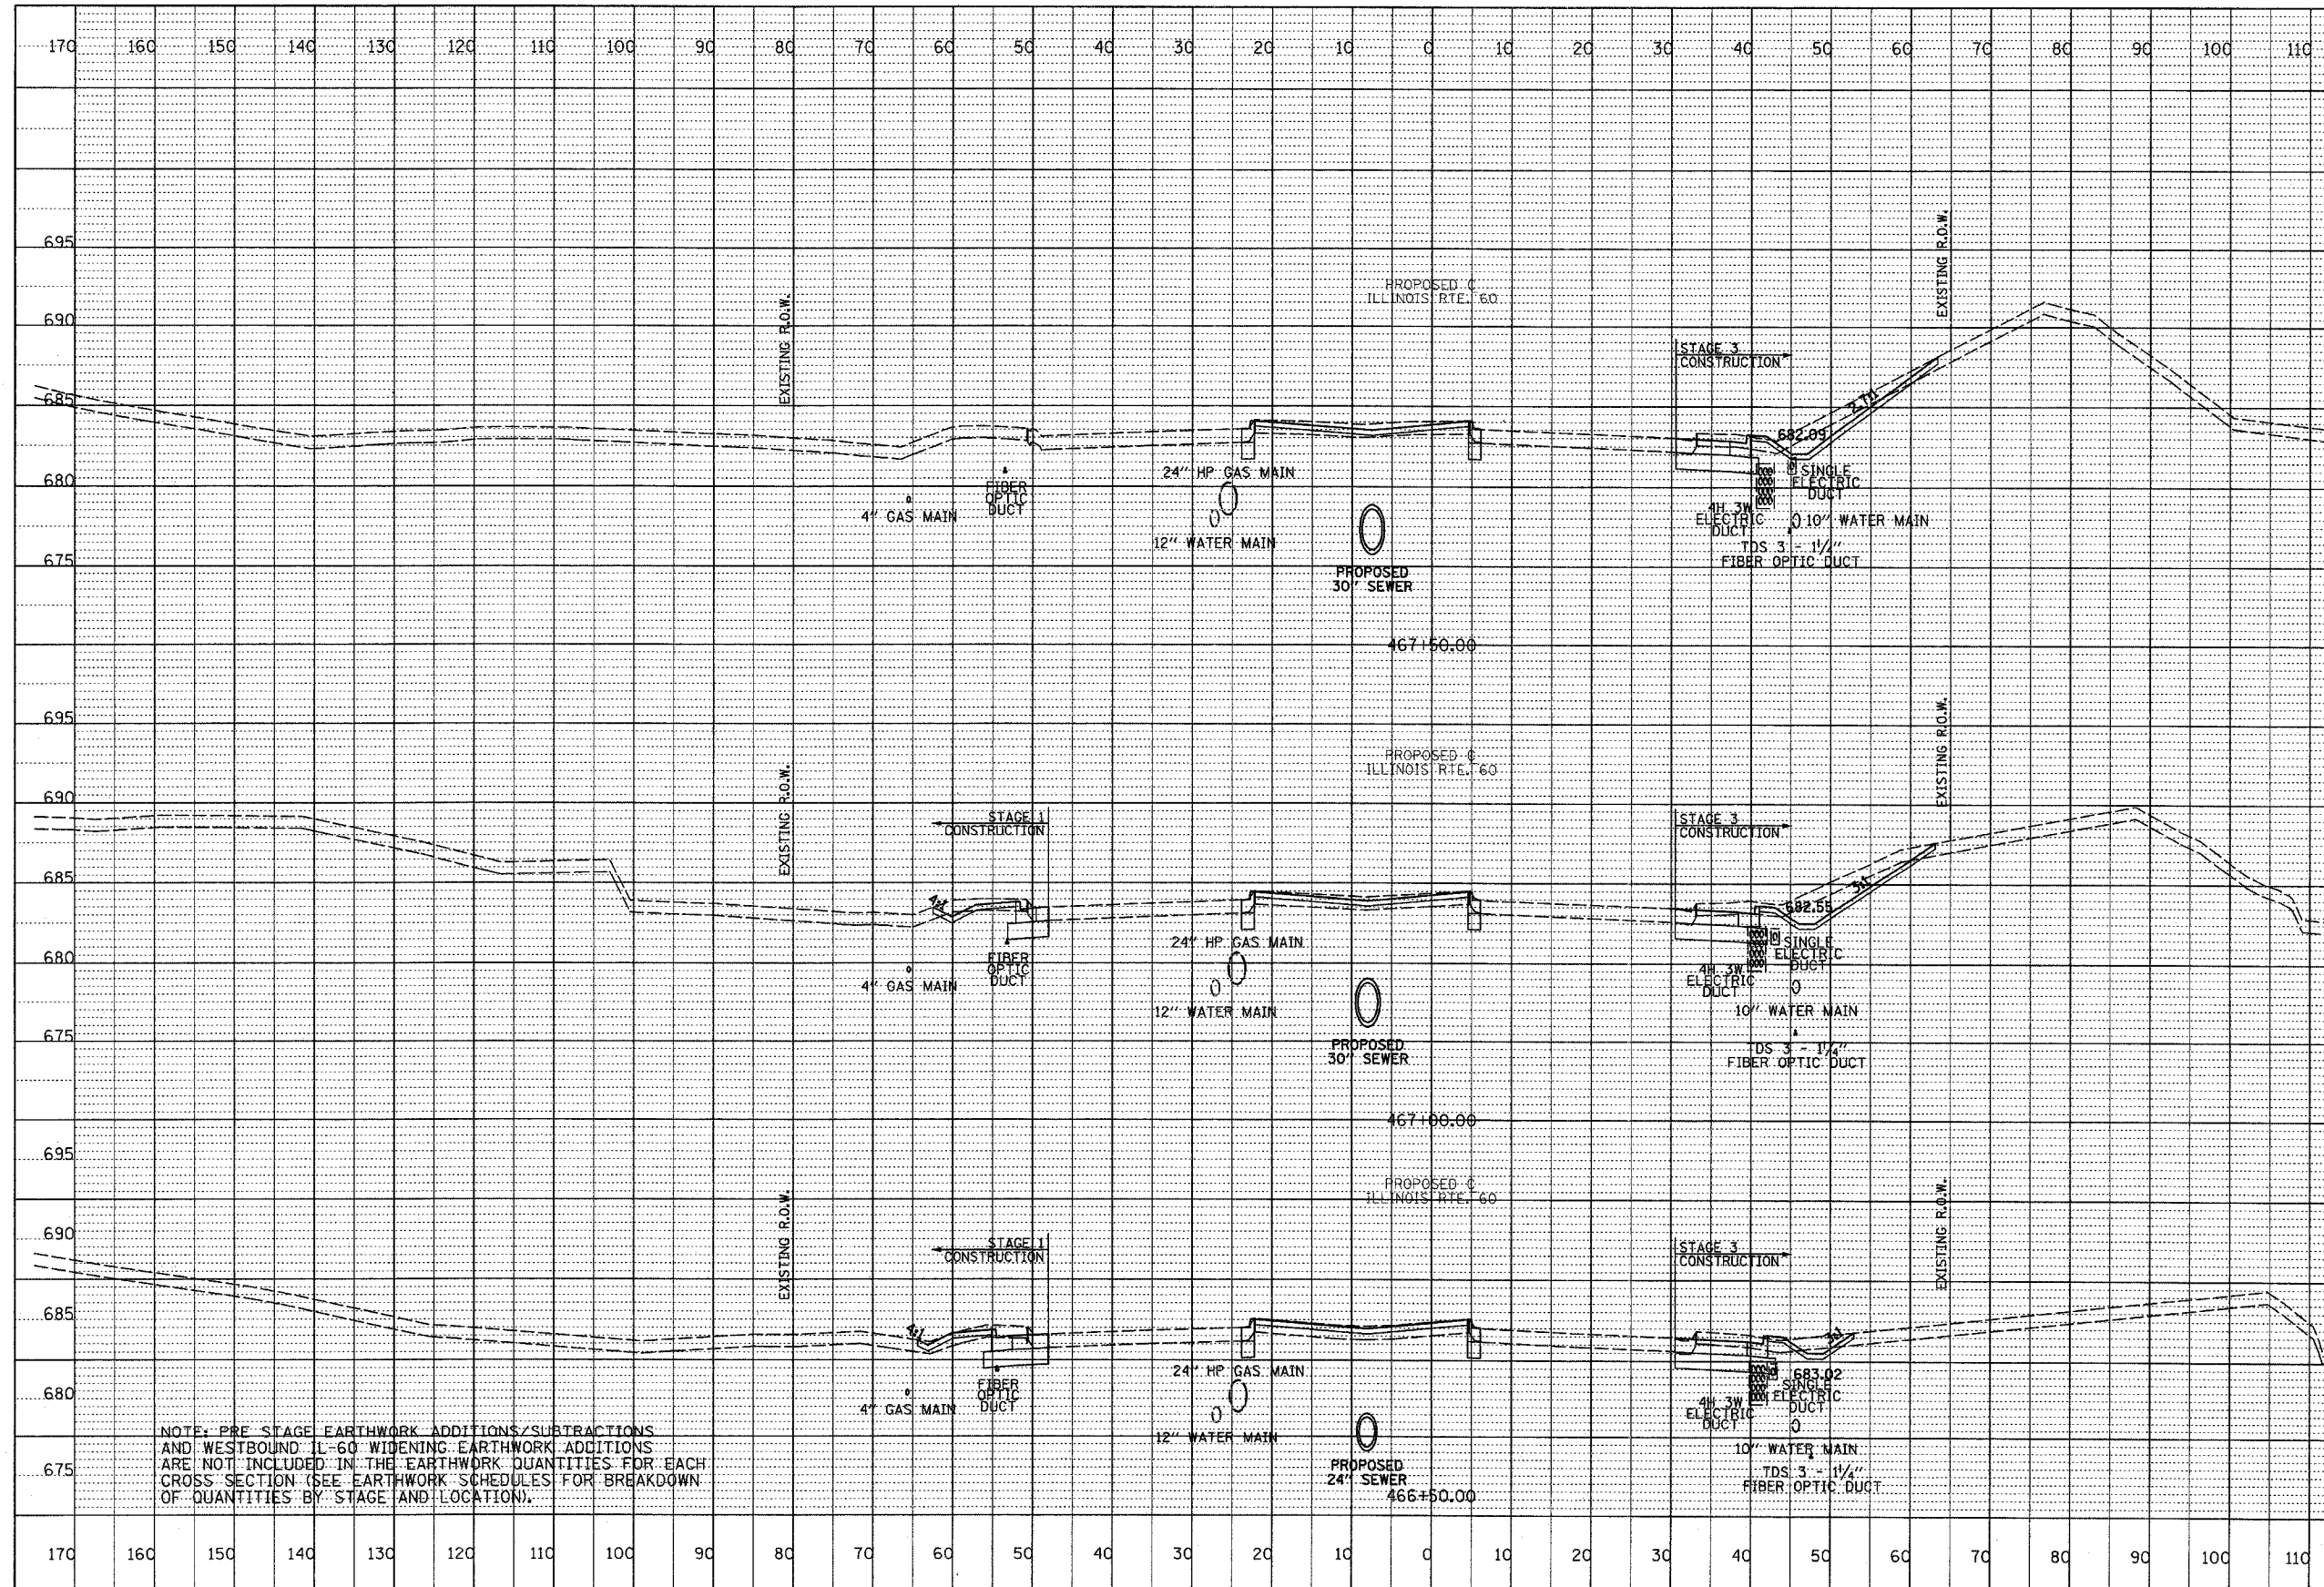 170 160 150 140 130 120 110 100 90 80 70 60 50 40 30 20 10 0 10 20 30 40 50 60 70 80 90 100 110
695
EXISTING R.O.W.
EXISTING R.O.W.
PROPOSED ℄
ILLINOIS RTE. 60
690
STAGE 3
CONSTRUCTION
685
2.7:1
682.09
680
4" GAS MAIN
FIBER
OPTIC
DUCT
24" HP GAS MAIN
12" WATER MAIN
PROPOSED
30" SEWER
SINGLE
ELECTRIC
DUCT
4H 3W
ELECTRIC
DUCT
10" WATER MAIN
TDS 3 - 1¼"
FIBER OPTIC DUCT
675
467+50.00
695
EXISTING R.O.W.
EXISTING R.O.W.
PROPOSED ℄
ILLINOIS RTE. 60
690
STAGE 1
CONSTRUCTION
STAGE 3
CONSTRUCTION
685
4:1
3:1
682.55
680
4" GAS MAIN
FIBER
OPTIC
DUCT
24" HP GAS MAIN
12" WATER MAIN
PROPOSED
30" SEWER
SINGLE
ELECTRIC
DUCT
4H 3W
ELECTRIC
DUCT
10" WATER MAIN
TDS 3 - 1¼"
FIBER OPTIC DUCT
675
467+00.00
695
EXISTING R.O.W.
EXISTING R.O.W.
PROPOSED ℄
ILLINOIS RTE. 60
690
STAGE 1
CONSTRUCTION
STAGE 3
CONSTRUCTION
685
4:1
3:1
683.02
680
4" GAS MAIN
FIBER
OPTIC
DUCT
24" HP GAS MAIN
12" WATER MAIN
PROPOSED
24" SEWER
SINGLE
ELECTRIC
DUCT
4H 3W
ELECTRIC
DUCT
10" WATER MAIN
TDS 3 - 1¼"
FIBER OPTIC DUCT
675
466+50.00
NOTE: PRE STAGE EARTHWORK ADDITIONS/SUBTRACTIONS
AND WESTBOUND IL-60 WIDENING EARTHWORK ADDITIONS
ARE NOT INCLUDED IN THE EARTHWORK QUANTITIES FOR EACH
CROSS SECTION (SEE EARTHWORK SCHEDULES FOR BREAKDOWN
OF QUANTITIES BY STAGE AND LOCATION).
170 160 150 140 130 120 110 100 90 80 70 60 50 40 30 20 10 0 10 20 30 40 50 60 70 80 90 100 110